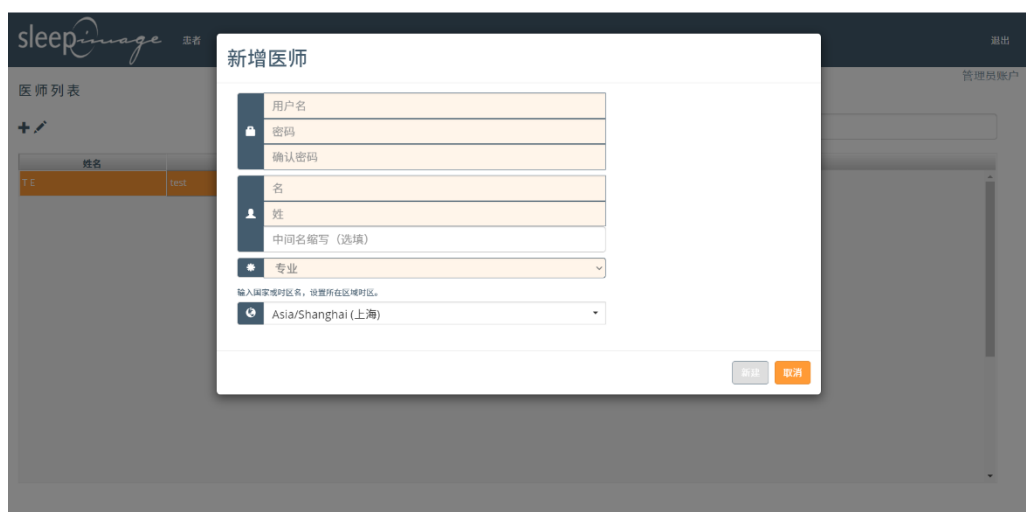 sleepimage
患者
退出
管理员账户
医师列表
姓名
T E
test
新增医师
用户名
密码
确认密码
名
姓
中间名缩写（选填）
专业
输入国家或时区名，设置所在区域时区。
Asia/Shanghai (上海)
新建
取消